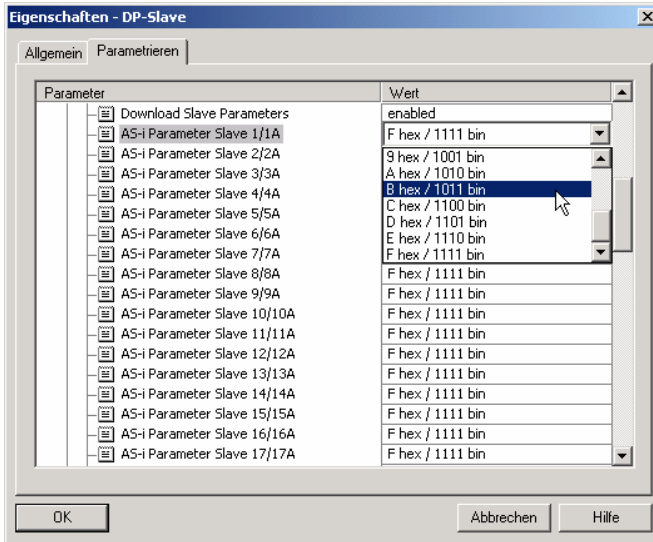 Eigenschaften - DP-Slave
Allgemein Parametrieren
Parameter Wert
Download Slave Parameters enabled
AS-i Parameter Slave 1/1A F hex / 1111 bin
AS-i Parameter Slave 2/2A 9 hex / 1001 bin
AS-i Parameter Slave 3/3A A hex / 1010 bin
B hex / 1011 bin
AS-i Parameter Slave 4/4A C hex / 1100 bin
AS-i Parameter Slave 5/5A D hex / 1101 bin
AS-i Parameter Slave 6/6A E hex / 1110 bin
AS-i Parameter Slave 7/7A F hex / 1111 bin
AS-i Parameter Slave 8/8A F hex / 1111 bin
AS-i Parameter Slave 9/9A F hex / 1111 bin
AS-i Parameter Slave 10/10A F hex / 1111 bin
AS-i Parameter Slave 11/11A F hex / 1111 bin
AS-i Parameter Slave 12/12A F hex / 1111 bin
AS-i Parameter Slave 13/13A F hex / 1111 bin
AS-i Parameter Slave 14/14A F hex / 1111 bin
AS-i Parameter Slave 15/15A F hex / 1111 bin
AS-i Parameter Slave 16/16A F hex / 1111 bin
AS-i Parameter Slave 17/17A F hex / 1111 bin
OK Abbrechen Hilfe